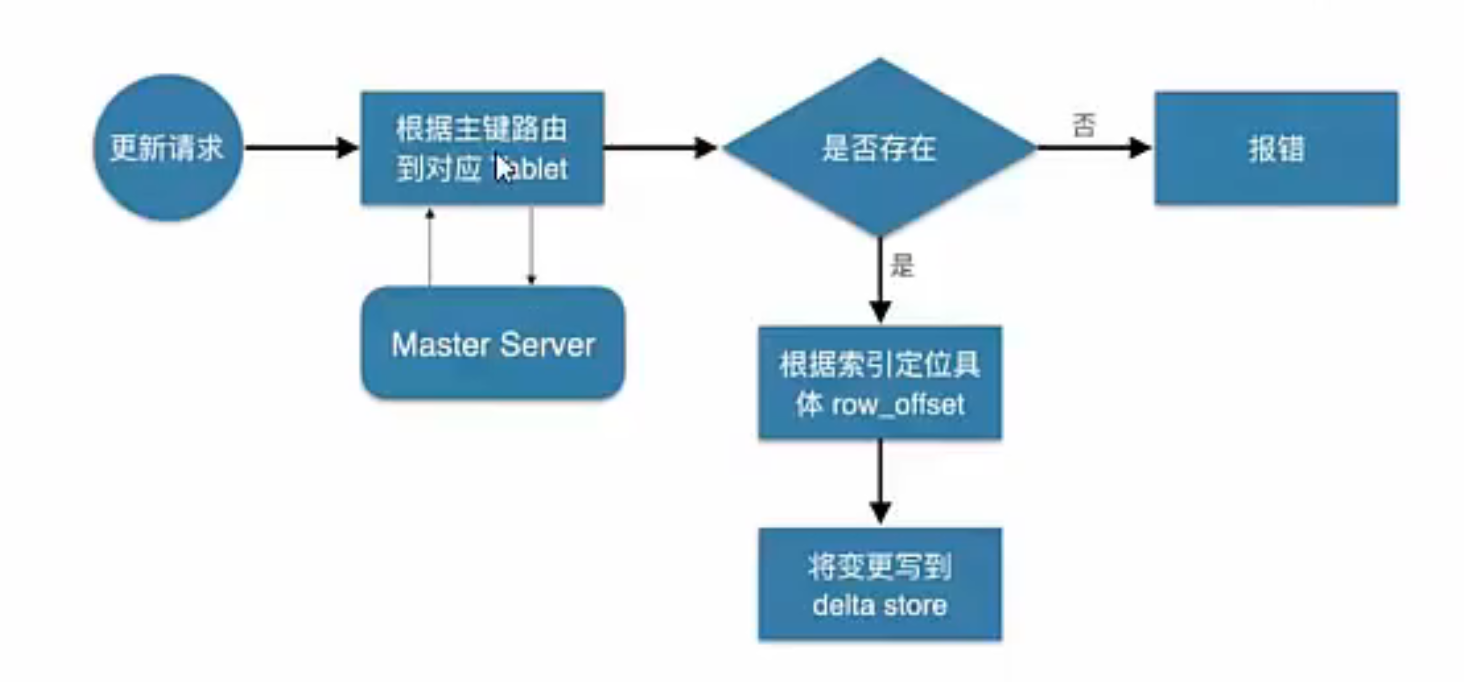 更新请求
根据主键路由
到对应 Tablet
是否存在
否
报错
Master Server
是
根据索引定位具
体 row_offset
将变更写到
delta store